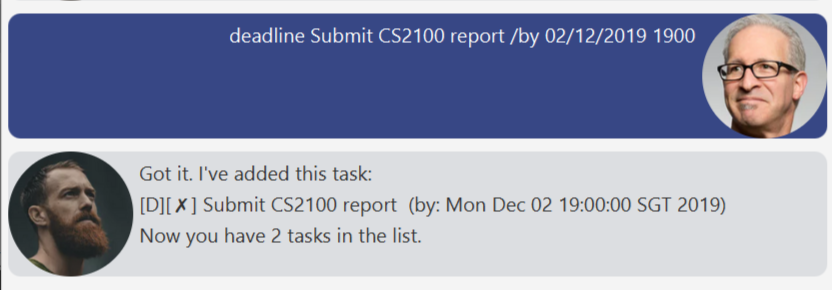 deadline Submit CS2100 report /by 02/12/2019 1900
Got it. I've added this task:
[D][✗] Submit CS2100 report  (by: Mon Dec 02 19:00:00 SGT 2019)
Now you have 2 tasks in the list.